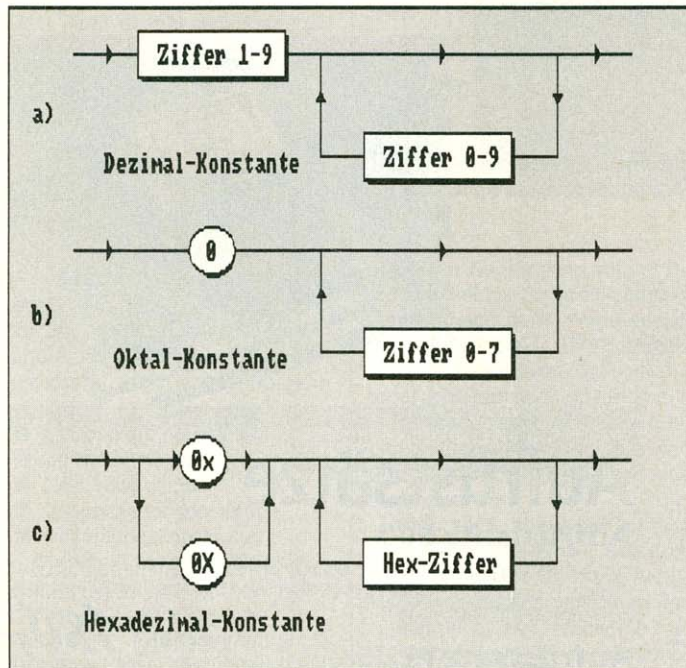 Ziffer 1-9
a)
Ziffer 0-9
Dezimal-Konstante
0
b)
Ziffer 0-7
Oktal-Konstante
0x
c)
0X
Hex-Ziffer
Hexadezimal-Konstante